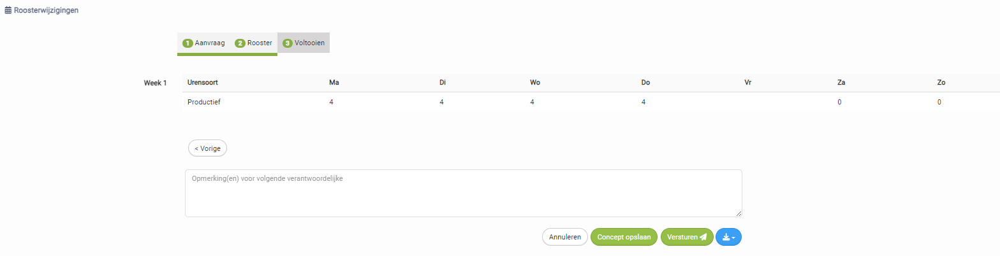 Roosterwijzigingen
1 Aanvraag 2 Rooster 3 Voltooien
Week 1 Urensoort Ma Di Wo Do Vr Za Zo
Productief 4 4 4 4 0 0
< Vorige
Opmerking(en) voor volgende verantwoordelijke
Annuleren Concept opslaan Versturen